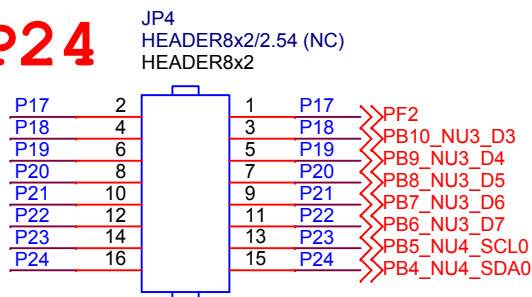 P24
JP4
HEADER8x2/2.54 (NC)
HEADER8x2
P17 2 1 P17 PF2
P18 4 3 P18 PB10_NU3_D3
P19 6 5 P19 PB9_NU3_D4
P20 8 7 P20 PB8_NU3_D5
P21 10 9 P21 PB7_NU3_D6
P22 12 11 P22 PB6_NU3_D7
P23 14 13 P23 PB5_NU4_SCL0
P24 16 15 P24 PB4_NU4_SDA0